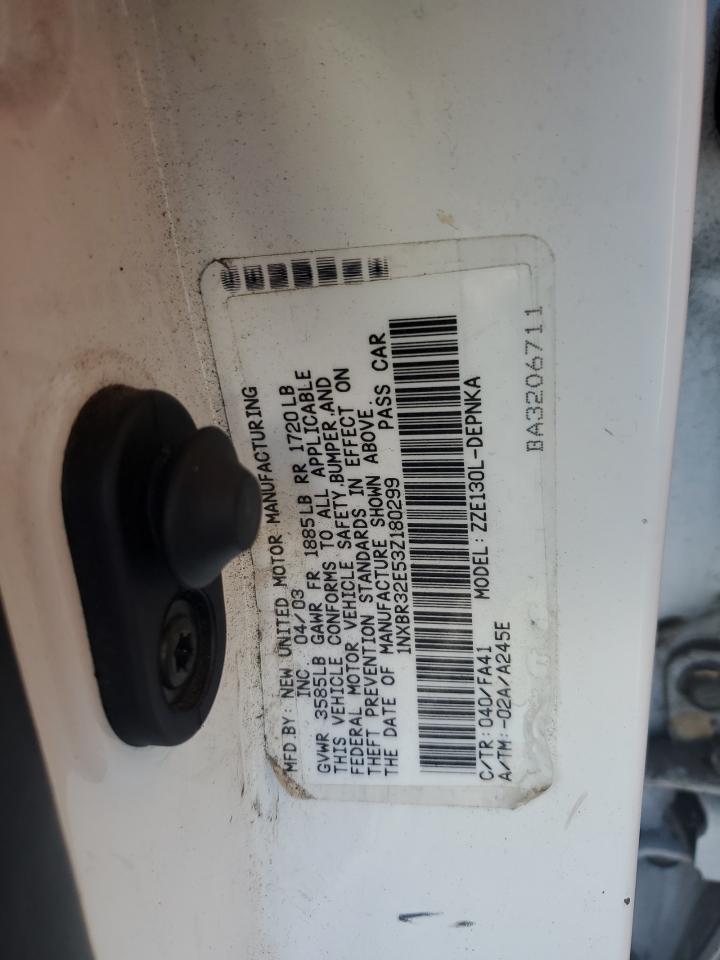 MFD.BY: NEW UNITED MOTOR MANUFACTURING
INC 04/03
GVWR 3585LB GAWR FR 1885LB RR 1720LB
THIS VEHICLE CONFORMS TO ALL APPLICABLE
FEDERAL MOTOR VEHICLE SAFETY,BUMPER,AND
THEFT PREVENTION STANDARDS IN EFFECT ON
THE DATE OF MANUFACTURE SHOWN ABOVE.
1NXBR32E53Z180299 PASS CAR
C/TR: 040/FA41 MODEL: ZZE130L-DEPNKA
A/TM: -02A/A245E
BA3206711